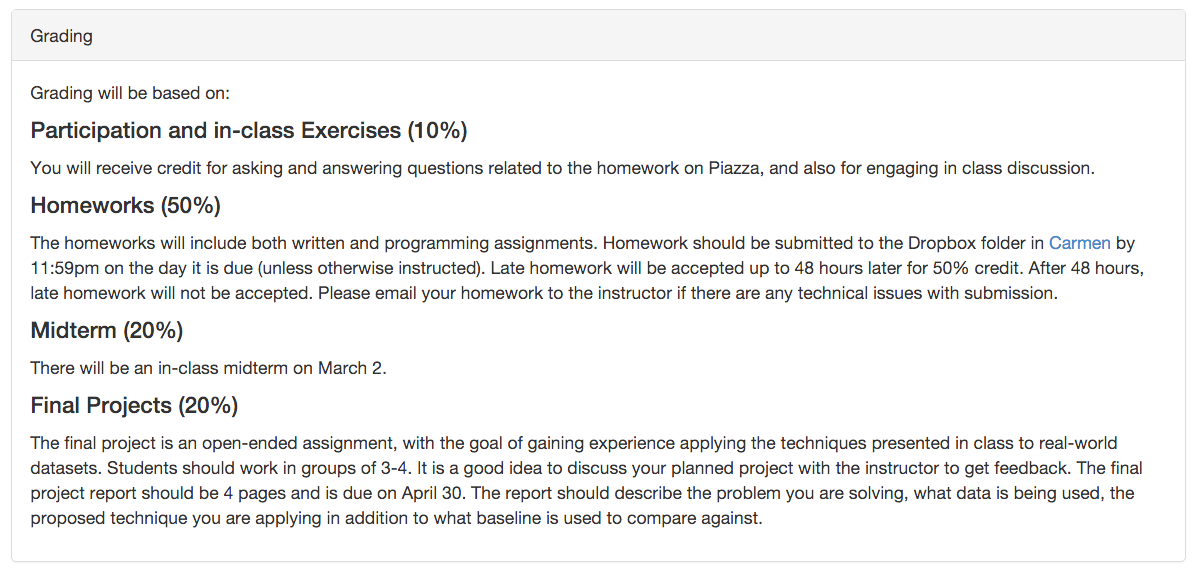 Grading
Grading will be based on:
Participation and in-class Exercises (10%)
You will receive credit for asking and answering questions related to the homework on Piazza, and also for engaging in class discussion.
Homeworks (50%)
The homeworks will include both written and programming assignments. Homework should be submitted to the Dropbox folder in Carmen by
11:59pm on the day it is due (unless otherwise instructed). Late homework will be accepted up to 48 hours later for 50% credit. After 48 hours,
late homework will not be accepted. Please email your homework to the instructor if there are any technical issues with submission.
Midterm (20%)
There will be an in-class midterm on March 2.
Final Projects (20%)
The final project is an open-ended assignment, with the goal of gaining experience applying the techniques presented in class to real-world
datasets. Students should work in groups of 3-4. It is a good idea to discuss your planned project with the instructor to get feedback. The final
project report should be 4 pages and is due on April 30. The report should describe the problem you are solving, what data is being used, the
proposed technique you are applying in addition to what baseline is used to compare against.